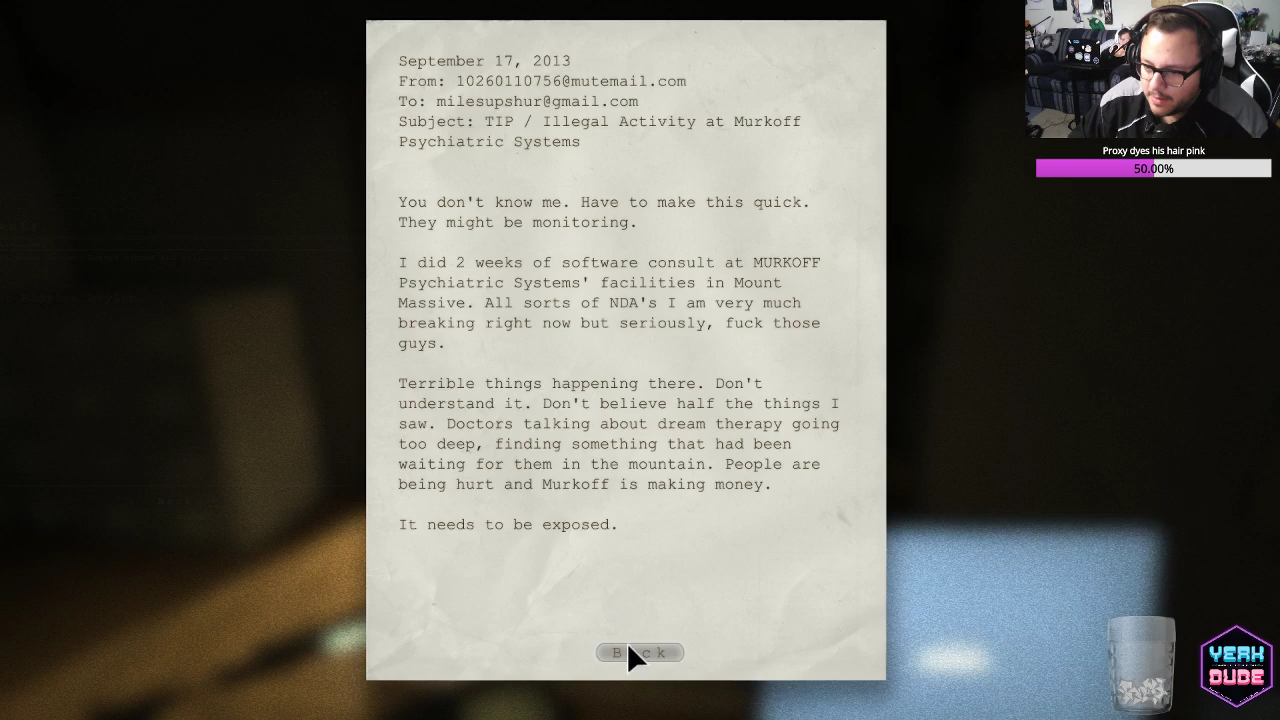 September 17, 2013
From: 10260110756@mutemail.com
To: milesupshur@gmail.com
Subject: TIP / Illegal Activity at Murkoff
Psychiatric Systems
You don't know me. Have to make this quick.
They might be monitoring.
I did 2 weeks of software consult at MURKOFF
Psychiatric Systems' facilities in Mount
Massive. All sorts of NDA's I am very much
breaking right now but seriously, fuck those
guys.
Terrible things happening there. Don't
understand it. Don't believe half the things I
saw. Doctors talking about dream therapy going
too deep, finding something that had been
waiting for them in the mountain. People are
being hurt and Murkoff is making money.
It needs to be exposed.
Back
Proxy dyes his hair pink
50.00%
YEAH
DUDE